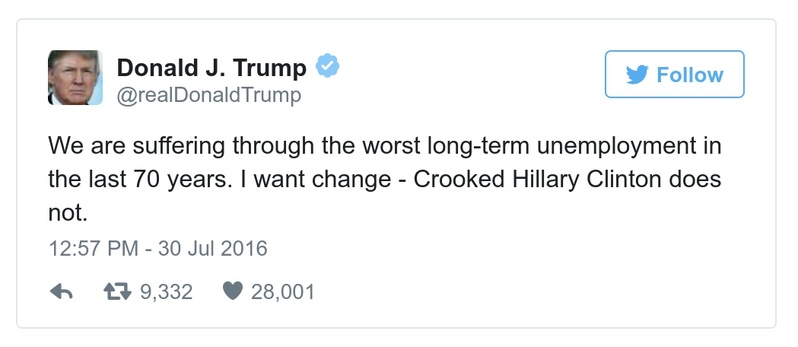 Donald J. Trump
@realDonaldTrump
Follow
We are suffering through the worst long-term unemployment in
the last 70 years. I want change - Crooked Hillary Clinton does
not.
12:57 PM - 30 Jul 2016
9,332 28,001